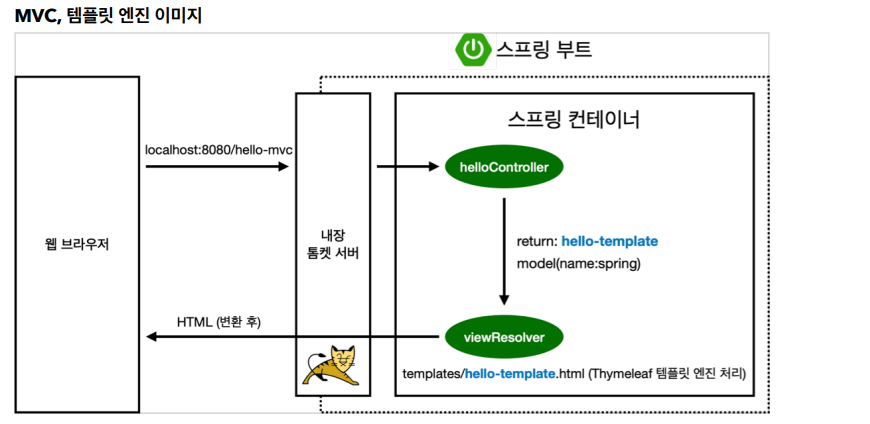 MVC, 템플릿 엔진 이미지
스프링 부트
스프링 컨테이너
localhost:8080/hello-mvc
helloController
웹 브라우저
내장
톰켓 서버
return: hello-template
model(name:spring)
HTML (변환 후)
viewResolver
templates/hello-template.html (Thymeleaf 템플릿 엔진 처리)